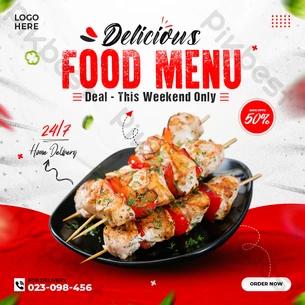 LOGO
HERE
Delicious
FOOD MENU
Deal - This Weekend Only
50%
24/7
Home Delivery
023-098-456
ORDER NOW